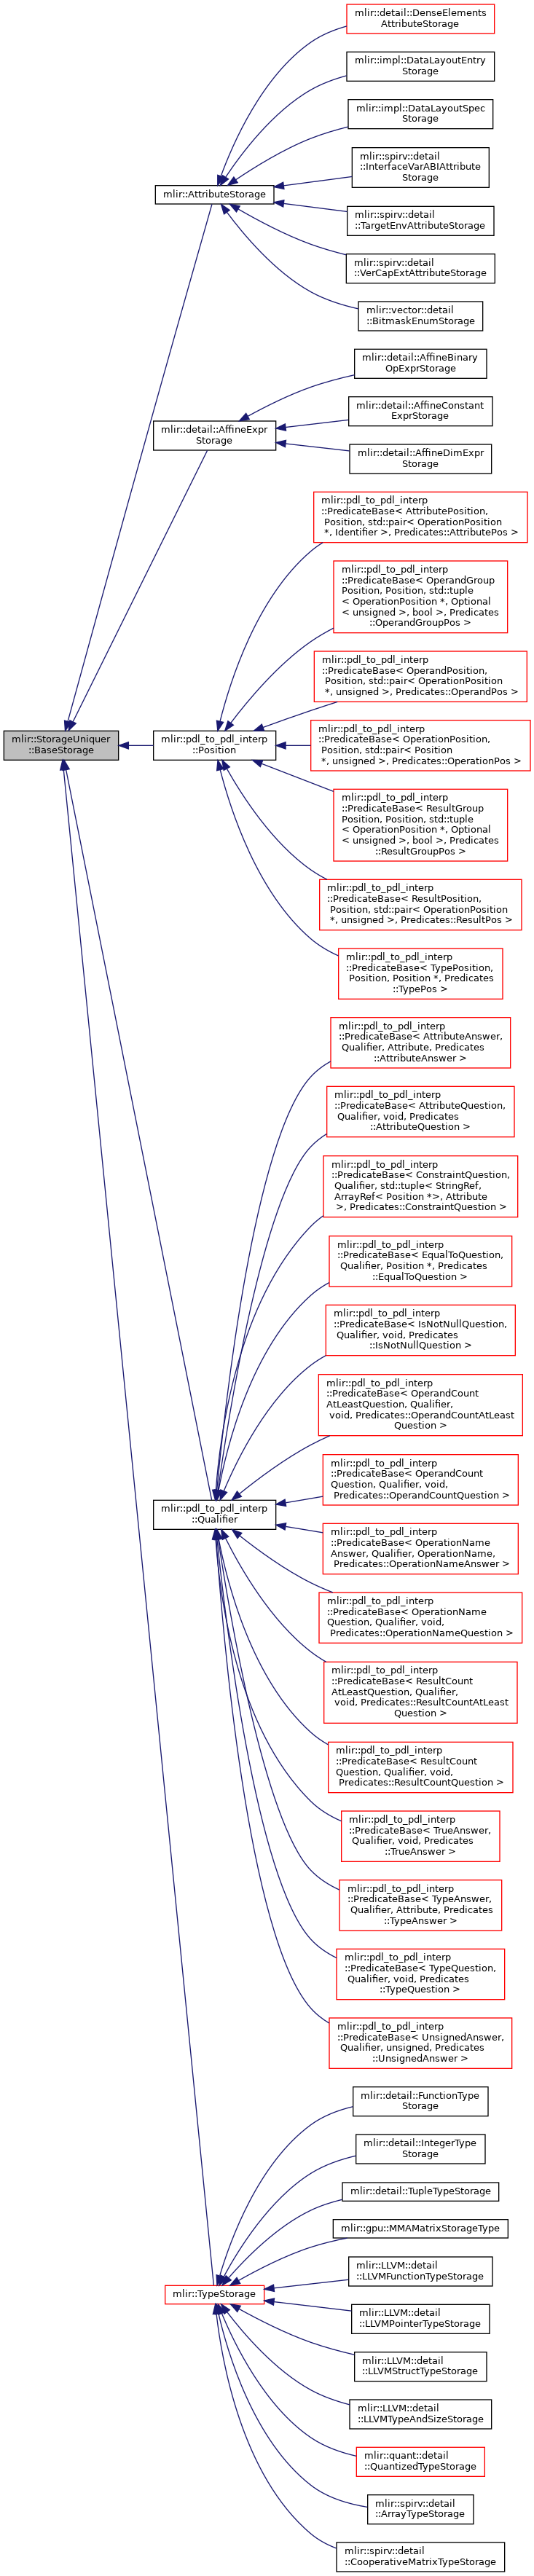 mlir::detail::DenseElements
AttributeStorage
mlir::impl::DataLayoutEntry
Storage
mlir::impl::DataLayoutSpec
Storage
mlir::spirv::detail
::InterfaceVarABIAttribute
Storage
mlir::AttributeStorage
mlir::spirv::detail
::TargetEnvAttributeStorage
mlir::spirv::detail
::VerCapExtAttributeStorage
mlir::vector::detail
::BitmaskEnumStorage
mlir::detail::AffineBinary
OpExprStorage
mlir::detail::AffineConstant
ExprStorage
mlir::detail::AffineExpr
Storage
mlir::detail::AffineDimExpr
Storage
mlir::pdl_to_pdl_interp
::PredicateBase< AttributePosition,
Position, std::pair< OperationPosition
*, Identifier >, Predicates::AttributePos >
mlir::pdl_to_pdl_interp
::PredicateBase< OperandGroup
Position, Position, std::tuple
< OperationPosition *, Optional
< unsigned >, bool >, Predicates
::OperandGroupPos >
mlir::pdl_to_pdl_interp
::PredicateBase< OperandPosition,
Position, std::pair< OperationPosition
*, unsigned >, Predicates::OperandPos >
mlir::StorageUniquer
::BaseStorage
mlir::pdl_to_pdl_interp
::Position
mlir::pdl_to_pdl_interp
::PredicateBase< OperationPosition,
Position, std::pair< Position
*, unsigned >, Predicates::OperationPos >
mlir::pdl_to_pdl_interp
::PredicateBase< ResultGroup
Position, Position, std::tuple
< OperationPosition *, Optional
< unsigned >, bool >, Predicates
::ResultGroupPos >
mlir::pdl_to_pdl_interp
::PredicateBase< ResultPosition,
Position, std::pair< OperationPosition
*, unsigned >, Predicates::ResultPos >
mlir::pdl_to_pdl_interp
::PredicateBase< TypePosition,
Position, Position *, Predicates
::TypePos >
mlir::pdl_to_pdl_interp
::PredicateBase< AttributeAnswer,
Qualifier, Attribute, Predicates
::AttributeAnswer >
mlir::pdl_to_pdl_interp
::PredicateBase< AttributeQuestion,
Qualifier, void, Predicates
::AttributeQuestion >
mlir::pdl_to_pdl_interp
::PredicateBase< ConstraintQuestion,
Qualifier, std::tuple< StringRef,
ArrayRef< Position *>, Attribute
>, Predicates::ConstraintQuestion >
mlir::pdl_to_pdl_interp
::PredicateBase< EqualToQuestion,
Qualifier, Position *, Predicates
::EqualToQuestion >
mlir::pdl_to_pdl_interp
::PredicateBase< IsNotNullQuestion,
Qualifier, void, Predicates
::IsNotNullQuestion >
mlir::pdl_to_pdl_interp
::PredicateBase< OperandCount
AtLeastQuestion, Qualifier,
void, Predicates::OperandCountAtLeast
Question >
mlir::pdl_to_pdl_interp
::PredicateBase< OperandCount
Question, Qualifier, void,
Predicates::OperandCountQuestion >
mlir::pdl_to_pdl_interp
::Qualifier
mlir::pdl_to_pdl_interp
::PredicateBase< OperationName
Answer, Qualifier, OperationName,
Predicates::OperationNameAnswer >
mlir::pdl_to_pdl_interp
::PredicateBase< OperationName
Question, Qualifier, void,
Predicates::OperationNameQuestion >
mlir::pdl_to_pdl_interp
::PredicateBase< ResultCount
AtLeastQuestion, Qualifier,
void, Predicates::ResultCountAtLeast
Question >
mlir::pdl_to_pdl_interp
::PredicateBase< ResultCount
Question, Qualifier, void,
Predicates::ResultCountQuestion >
mlir::pdl_to_pdl_interp
::PredicateBase< TrueAnswer,
Qualifier, void, Predicates
::TrueAnswer >
mlir::pdl_to_pdl_interp
::PredicateBase< TypeAnswer,
Qualifier, Attribute, Predicates
::TypeAnswer >
mlir::pdl_to_pdl_interp
::PredicateBase< TypeQuestion,
Qualifier, void, Predicates
::TypeQuestion >
mlir::pdl_to_pdl_interp
::PredicateBase< UnsignedAnswer,
Qualifier, unsigned, Predicates
::UnsignedAnswer >
mlir::detail::FunctionType
Storage
mlir::detail::IntegerType
Storage
mlir::detail::TupleTypeStorage
mlir::gpu::MMAMatrixStorageType
mlir::LLVM::detail
::LLVMFunctionTypeStorage
mlir::TypeStorage
mlir::LLVM::detail
::LLVMPointerTypeStorage
mlir::LLVM::detail
::LLVMStructTypeStorage
mlir::LLVM::detail
::LLVMTypeAndSizeStorage
mlir::quant::detail
::QuantizedTypeStorage
mlir::spirv::detail
::ArrayTypeStorage
mlir::spirv::detail
::CooperativeMatrixTypeStorage